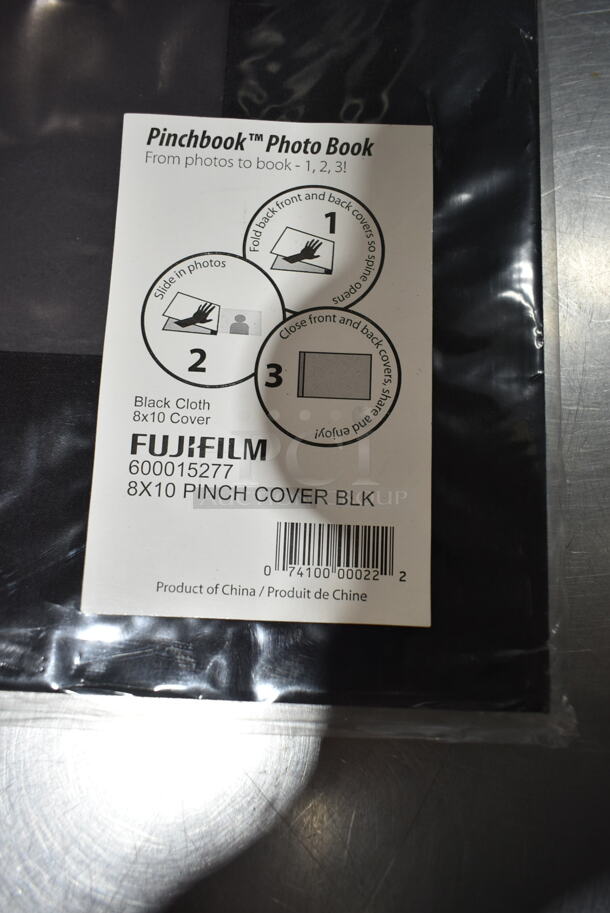 Pinchbook™ Photo Book
From photos to book - 1, 2, 3!
Fold back front and back covers so spine opens
1
Slide in photos
2
Close front and back covers, share and enjoy!
3
Black Cloth
8x10 Cover
FUJIFILM
600015277
8X10 PINCH COVER BLK
0 74100 00022 2
Product of China / Produit de Chine